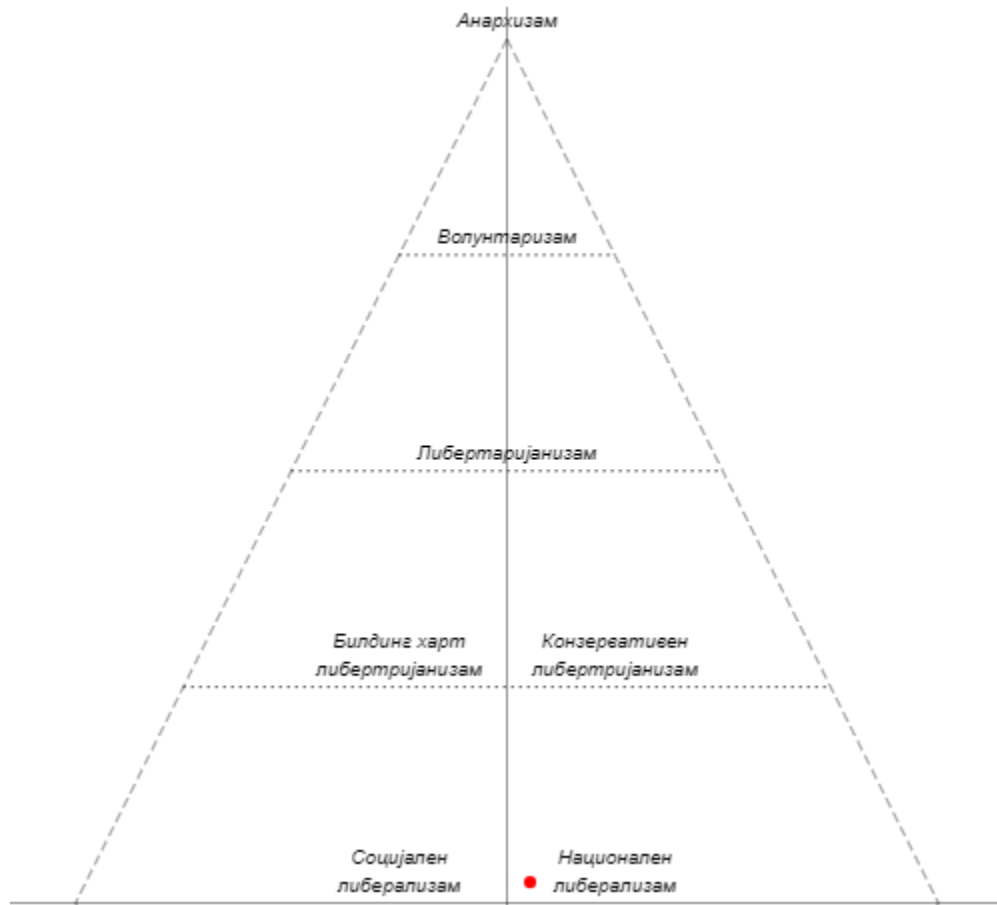 Анархизам
Волунтаризам
Либертаријанизам
Билдинг харт
либертријанизам
Конзервативен
либертријанизам
Социјален
либерализам
Национален
либерализам